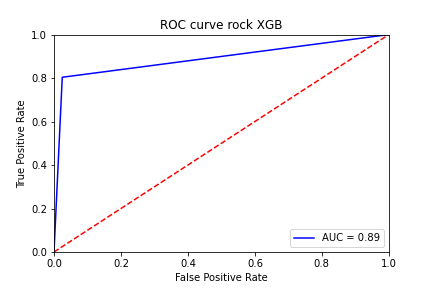 ROC curve rock XGB
1.0
0.8
0.6
0.4
0.2
0.0
True Positive Rate
AUC = 0.89
0.0 0.2 0.4 0.6 0.8 1.0
False Positive Rate